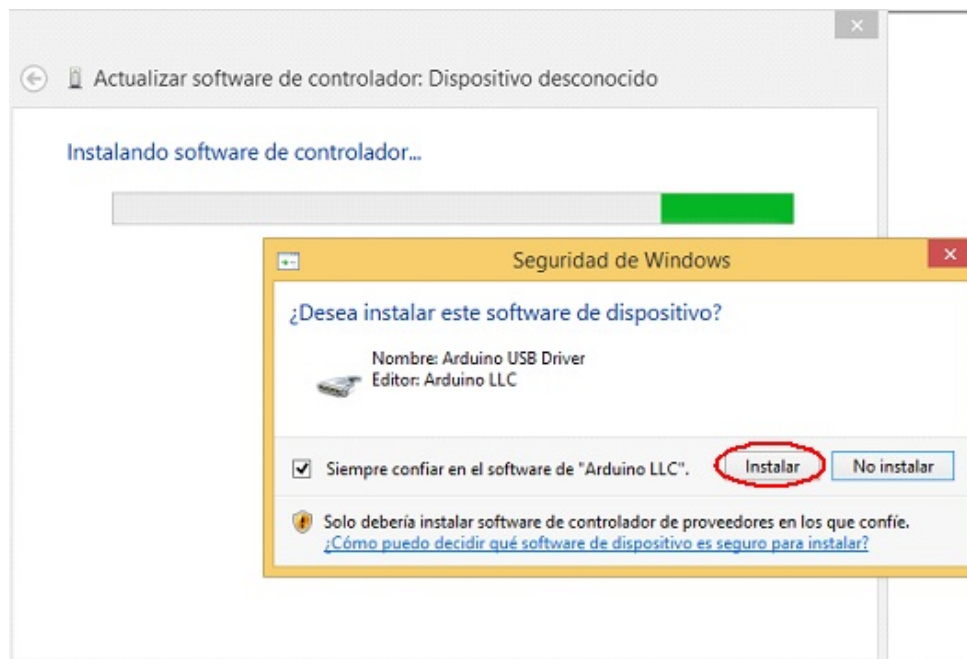 Actualizar software de controlador: Dispositivo desconocido
Instalando software de controlador...
Seguridad de Windows
¿Desea instalar este software de dispositivo?
Nombre: Arduino USB Driver
Editor: Arduino LLC
Siempre confiar en el software de "Arduino LLC".
Instalar
No instalar
Solo debería instalar software de controlador de proveedores en los que confíe.
¿Cómo puedo decidir qué software de dispositivo es seguro para instalar?